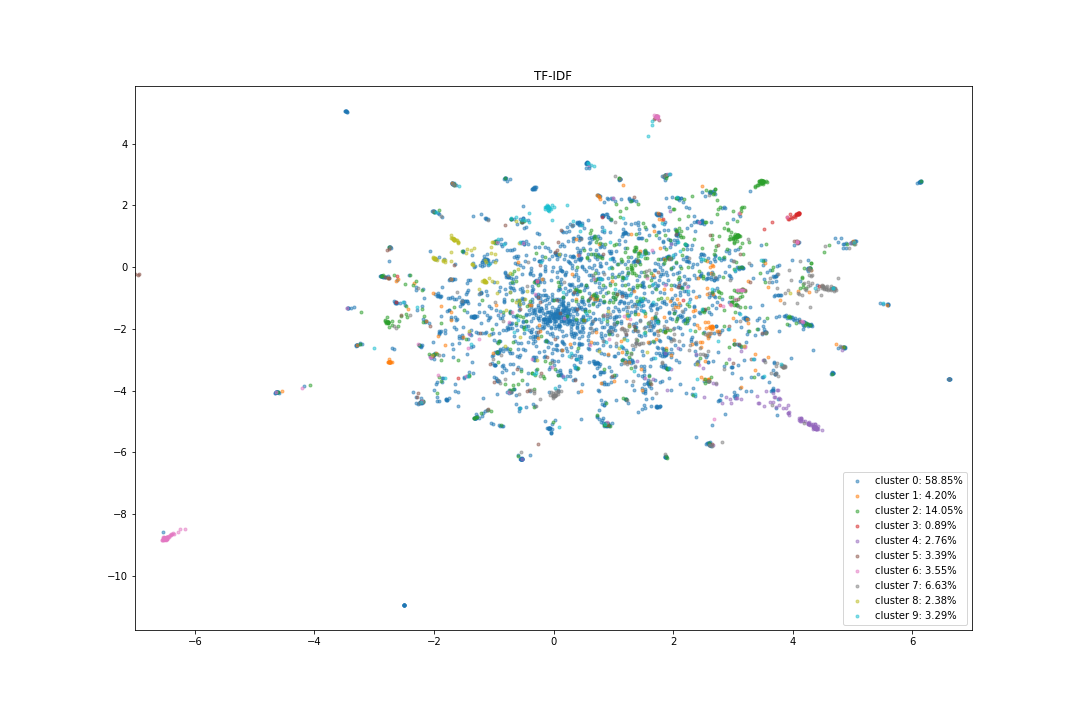 TF-IDF
4
2
0
−2
−4
−6
−8
−10
−6
−4
−2
0
2
4
6
cluster 0: 58.85%
cluster 1: 4.20%
cluster 2: 14.05%
cluster 3: 0.89%
cluster 4: 2.76%
cluster 5: 3.39%
cluster 6: 3.55%
cluster 7: 6.63%
cluster 8: 2.38%
cluster 9: 3.29%